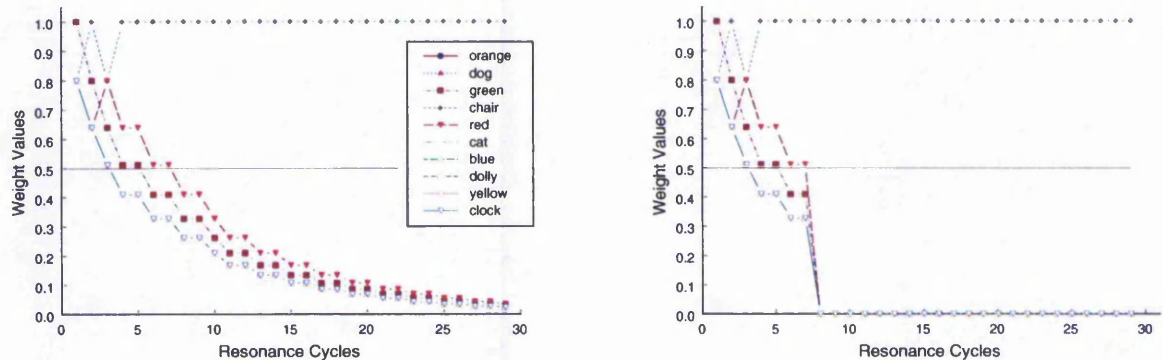 1.0
0.9
0.8
0.7
0.6
0.5
0.4
0.3
0.2
0.1
0.0
Weight Values
0 5 10 15 20 25 30
Resonance Cycles
orange
dog
green
chair
red
cat
blue
dolly
yellow
clock
1.0
0.9
0.8
0.7
0.6
0.5
0.4
0.3
0.2
0.1
0.0
Weight Values
0 5 10 15 20 25 30
Resonance Cycles